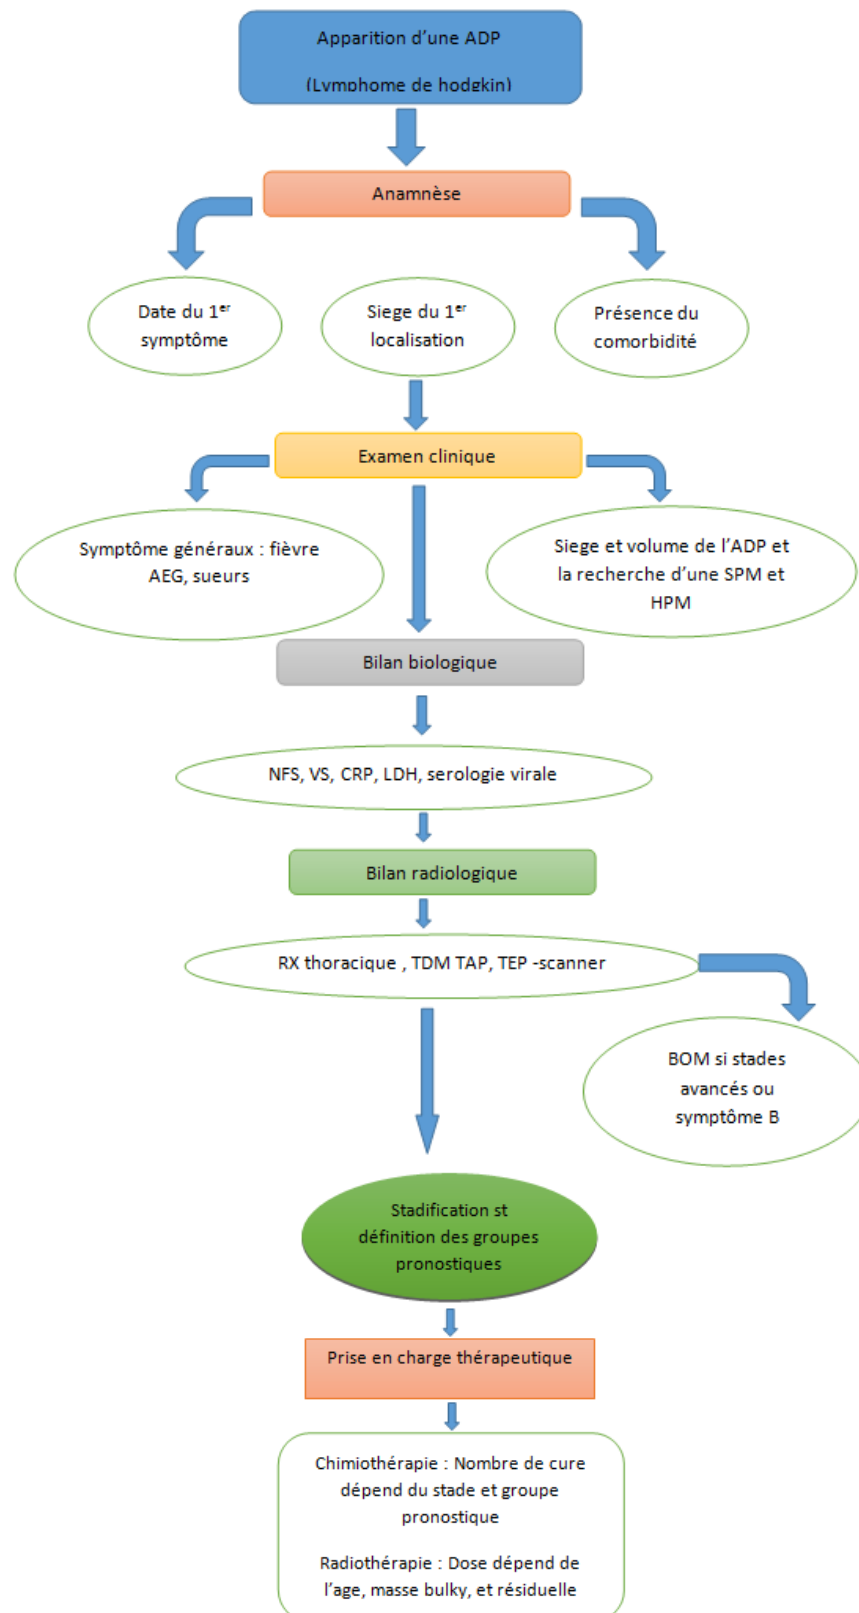 Apparition d’une ADP
(Lymphome de hodgkin)
Anamnèse
Date du 1er
symptôme
Siege du 1er
localisation
Présence du
comorbidité
Examen clinique
Symptôme généraux : fièvre
AEG, sueurs
Siege et volume de l’ADP et
la recherche d’une SPM et
HPM
Bilan biologique
NFS, VS, CRP, LDH, serologie virale
Bilan radiologique
RX thoracique , TDM TAP, TEP -scanner
BOM si stades
avancés ou
symptôme B
Stadification st
définition des groupes
pronostiques
Prise en charge thérapeutique
Chimiothérapie : Nombre de cure
dépend du stade et groupe
pronostique
Radiothérapie : Dose dépend de
l’age, masse bulky, et résiduelle